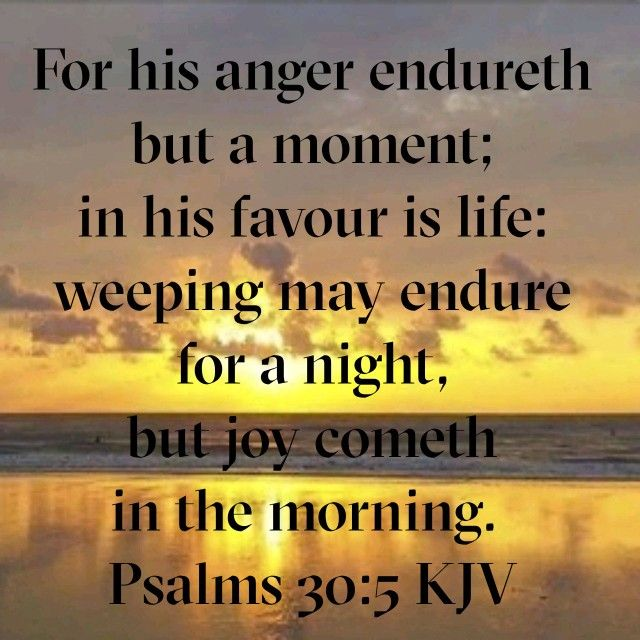 For his anger endureth
but a moment;
in his favour is life:
weeping may endure
for a night,
but joy cometh
in the morning.
Psalms 30:5 KJV